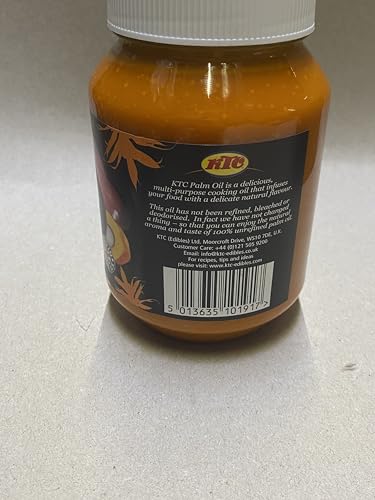 KTC
KTC Palm Oil is a delicious,
multi-purpose cooking oil that infuses
your food with a delicate natural flavour.
This oil has not been refined, bleached or
deodorised. In fact we have not changed
a thing – so that you can enjoy the natural
aroma and taste of 100% unrefined palm oil.
KTC (Edibles) Ltd. Moorcroft Drive, WS10 7DE, U.K.
Customer Care: +44 (0)121 505 9200
Email: info@ktc-edibles.co.uk
For recipes, tips and ideas
please visit: www.ktc-edibles.com
5 013635 101917 >